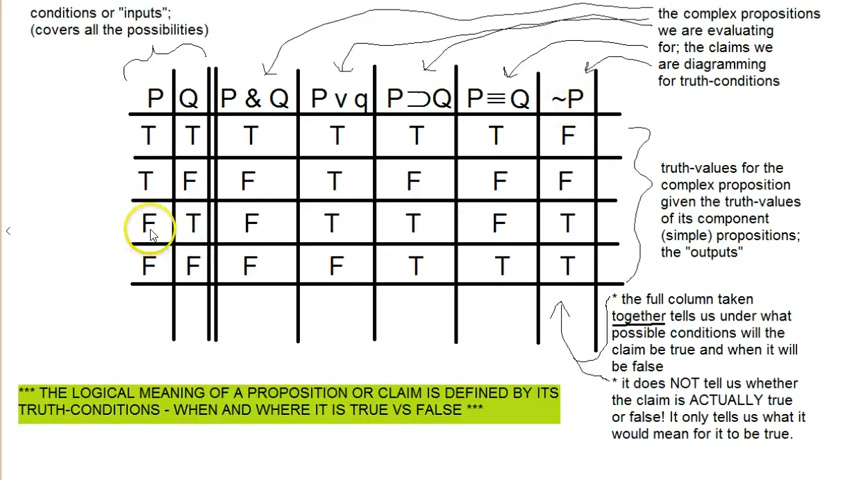 conditions or "inputs";
(covers all the possibilities)
the complex propositions
we are evaluating
for; the claims we
are diagramming
for truth-conditions
P Q P & Q P v q P⊃Q P≡Q ~P
T T T T T T F
T F F T F F F
F T F T T F T
F F F F T T T
truth-values for the
complex proposition
given the truth-values
of its component
(simple) propositions;
the "outputs"
* the full column taken
together tells us under what
possible conditions will the
claim be true and when it will
be false
* it does NOT tell us whether
the claim is ACTUALLY true
or false! It only tells us what it
would mean for it to be true.
*** THE LOGICAL MEANING OF A PROPOSITION OR CLAIM IS DEFINED BY ITS
TRUTH-CONDITIONS - WHEN AND WHERE IT IS TRUE VS FALSE ***